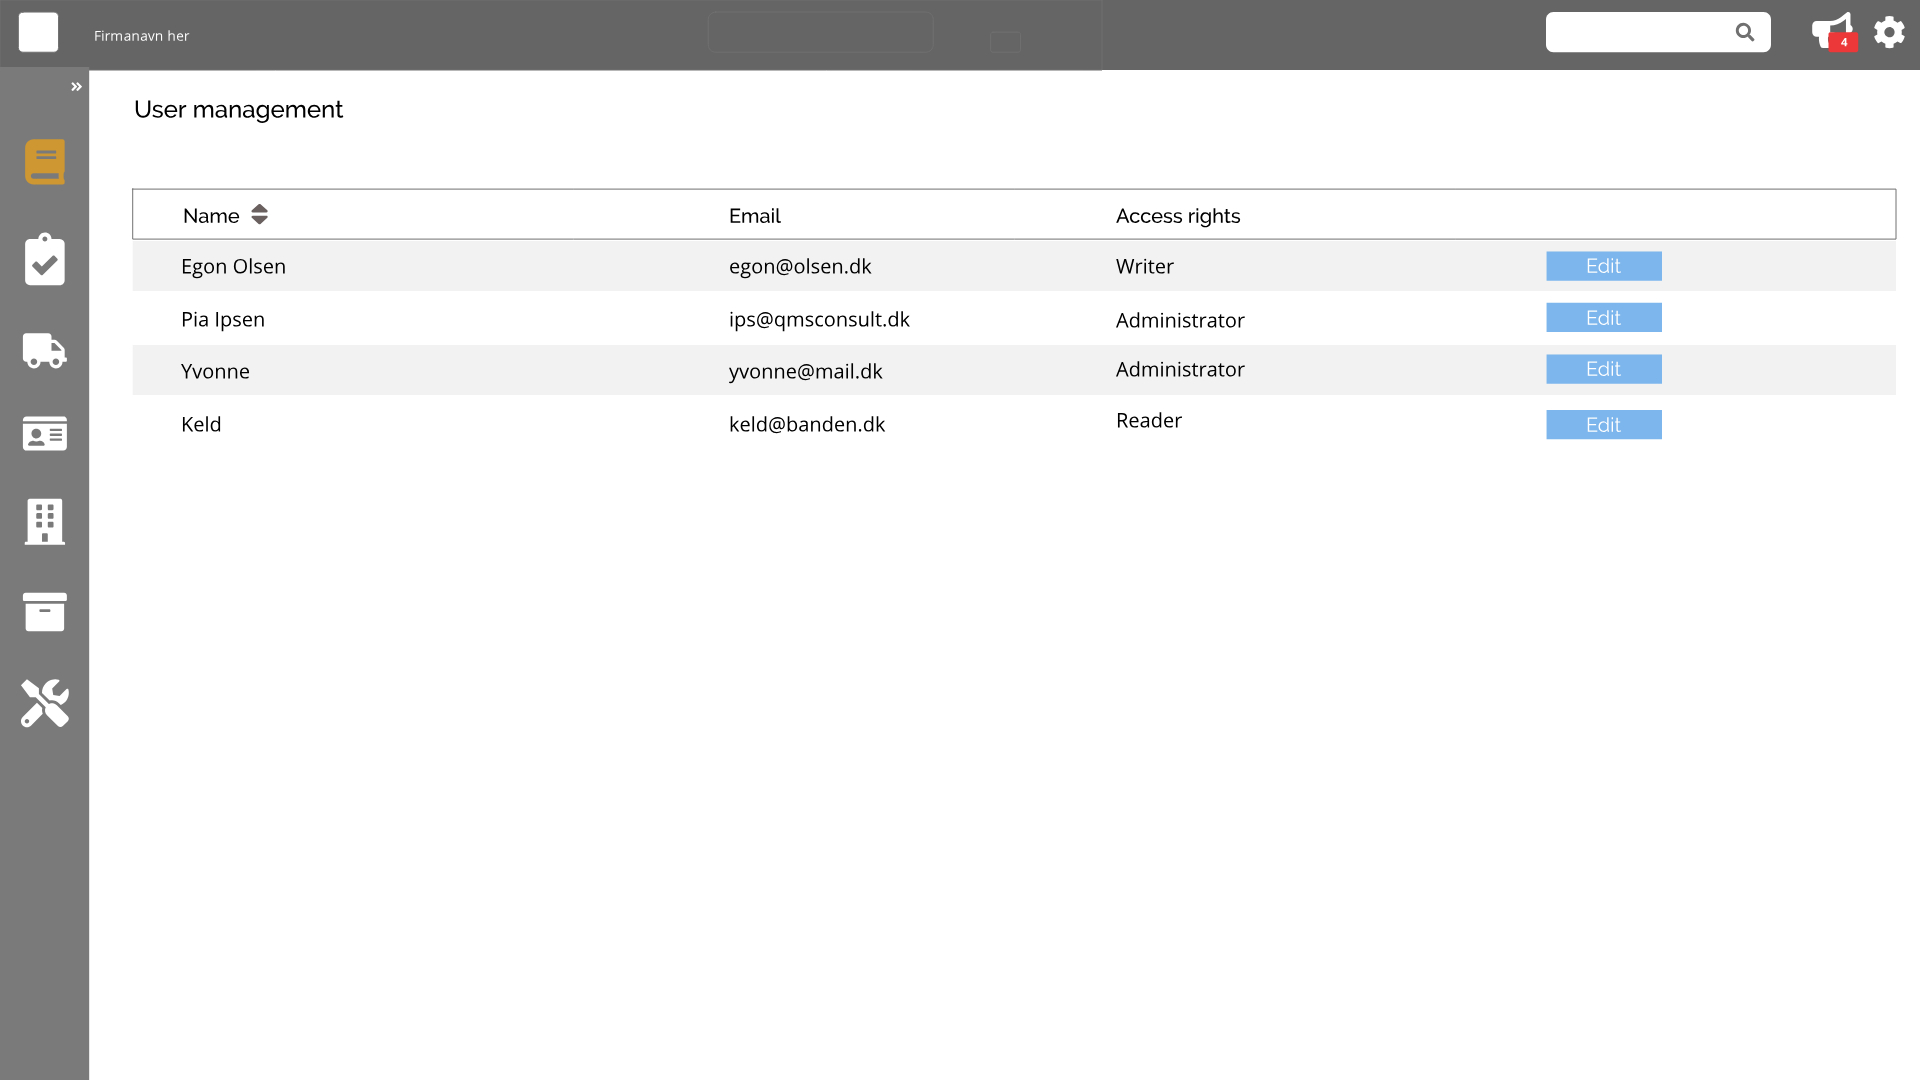 Firmanavn her
4
»
User management
Name Email Access rights
Egon Olsen egon@olsen.dk Writer Edit
Pia Ipsen ips@qmsconsult.dk Administrator Edit
Yvonne yvonne@mail.dk Administrator Edit
Keld keld@banden.dk Reader Edit